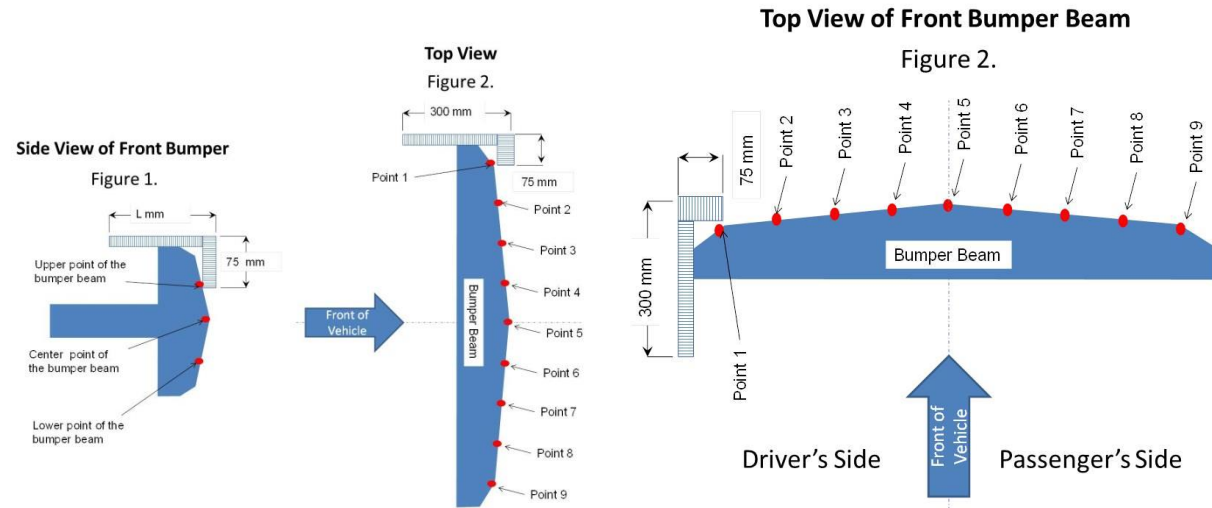 Side View of Front Bumper
Figure 1.
L mm
75 mm
Upper point of the
bumper beam
Center point of
the bumper beam
Lower point of the
bumper beam
Top View
Figure 2.
300 mm
75 mm
Point 1
Point 2
Point 3
Point 4
Point 5
Point 6
Point 7
Point 8
Point 9
Bumper Beam
Front of
Vehicle
Top View of Front Bumper Beam
Figure 2.
75 mm
300 mm
Point 1
Point 2
Point 3
Point 4
Point 5
Point 6
Point 7
Point 8
Point 9
Bumper Beam
Front of
Vehicle
Driver’s Side
Passenger’s Side